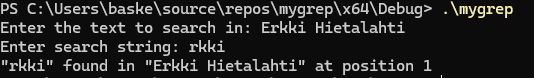 PS C:\Users\baske\source\repos\mygrep\x64\Debug> .\mygrep
Enter the text to search in: Erkki Hietalahti
Enter search string: rkki
"rkki" found in "Erkki Hietalahti" at position 1